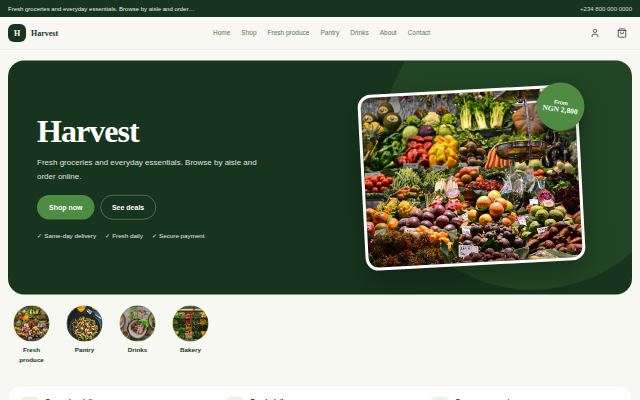 Fresh groceries and everyday essentials. Browse by aisle and order…
+234 800 000 0000
H
Harvest
Home
Shop
Fresh produce
Pantry
Drinks
About
Contact
Harvest
Fresh groceries and everyday essentials. Browse by aisle and
order online.
Shop now
See deals
✓ Same-day delivery
✓ Fresh daily
✓ Secure payment
From
NGN 2,800
Fresh
produce
Pantry
Drinks
Bakery